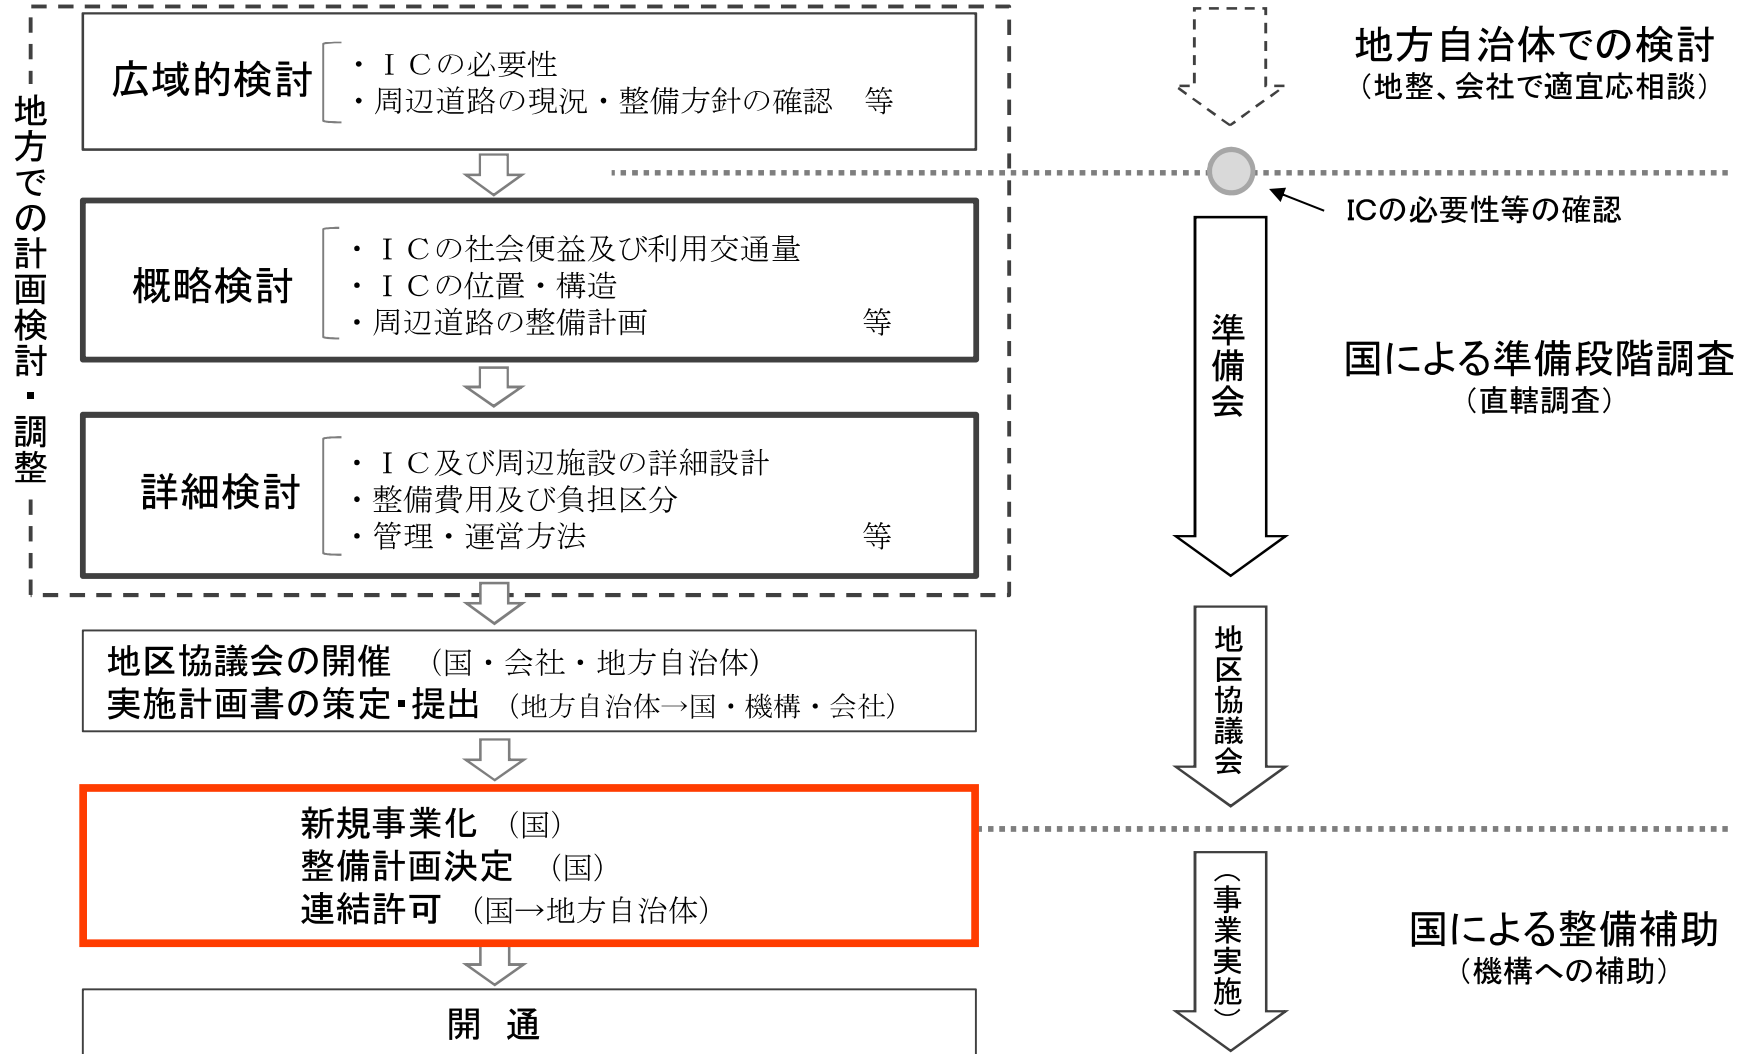 地方での計画検討・調整
広域的検討
・ＩＣの必要性
・周辺道路の現況・整備方針の確認　等
概略検討
・ＩＣの社会便益及び利用交通量
・ＩＣの位置・構造
・周辺道路の整備計画　等
詳細検討
・ＩＣ及び周辺施設の詳細設計
・整備費用及び負担区分
・管理・運営方法　等
地区協議会の開催　（国・会社・地方自治体）
実施計画書の策定・提出　（地方自治体→国・機構・会社）
新規事業化　（国）
整備計画決定　（国）
連結許可　（国→地方自治体）
開　通
地方自治体での検討
（地整、会社で適宜応相談）
ICの必要性等の確認
準備会
国による準備段階調査
（直轄調査）
地区協議会
（事業実施）
国による整備補助
（機構への補助）